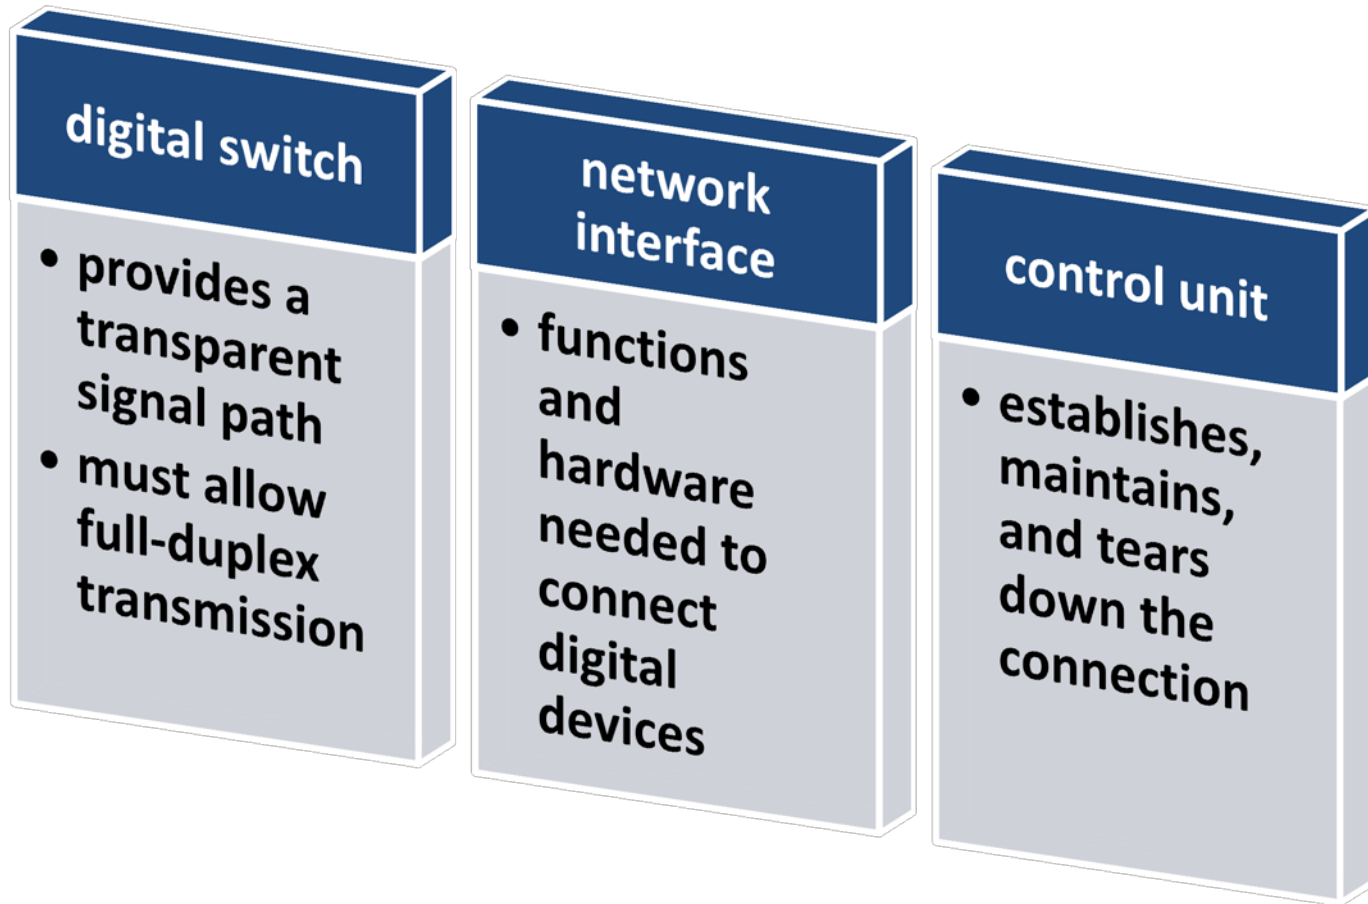 digital switch
• provides a
transparent
signal path
• must allow
full-duplex
transmission
network
interface
• functions
and
hardware
needed to
connect
digital
devices
control unit
• establishes,
maintains,
and tears
down the
connection